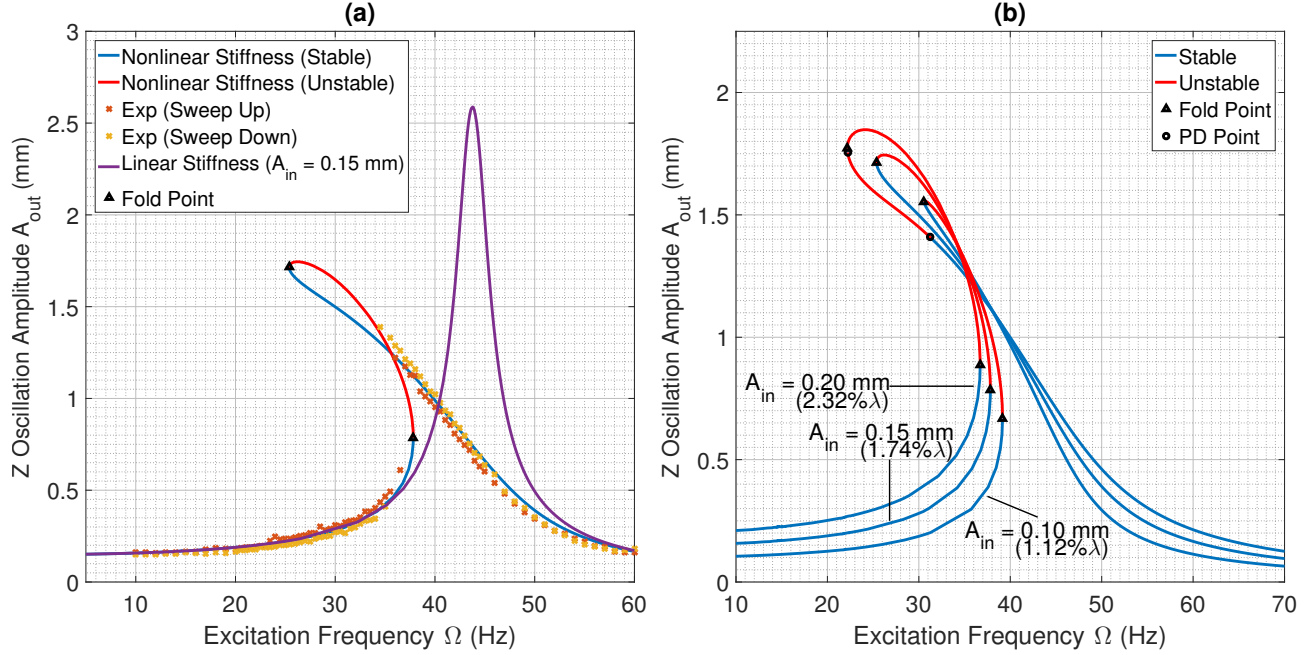 (a)
3
2.5
2
1.5
1
0.5
0
10
20
30
40
50
60
Z Oscillation Amplitude A_out (mm)
Excitation Frequency Ω (Hz)
Nonlinear Stiffness (Stable)
Nonlinear Stiffness (Unstable)
Exp (Sweep Up)
Exp (Sweep Down)
Linear Stiffness (A_in = 0.15 mm)
Fold Point
(b)
2
1.5
1
0.5
0
10
20
30
40
50
60
70
Z Oscillation Amplitude A_out (mm)
Excitation Frequency Ω (Hz)
Stable
Unstable
Fold Point
PD Point
A_in = 0.20 mm
(2.32%λ)
A_in = 0.15 mm
(1.74%λ)
A_in = 0.10 mm
(1.12%λ)